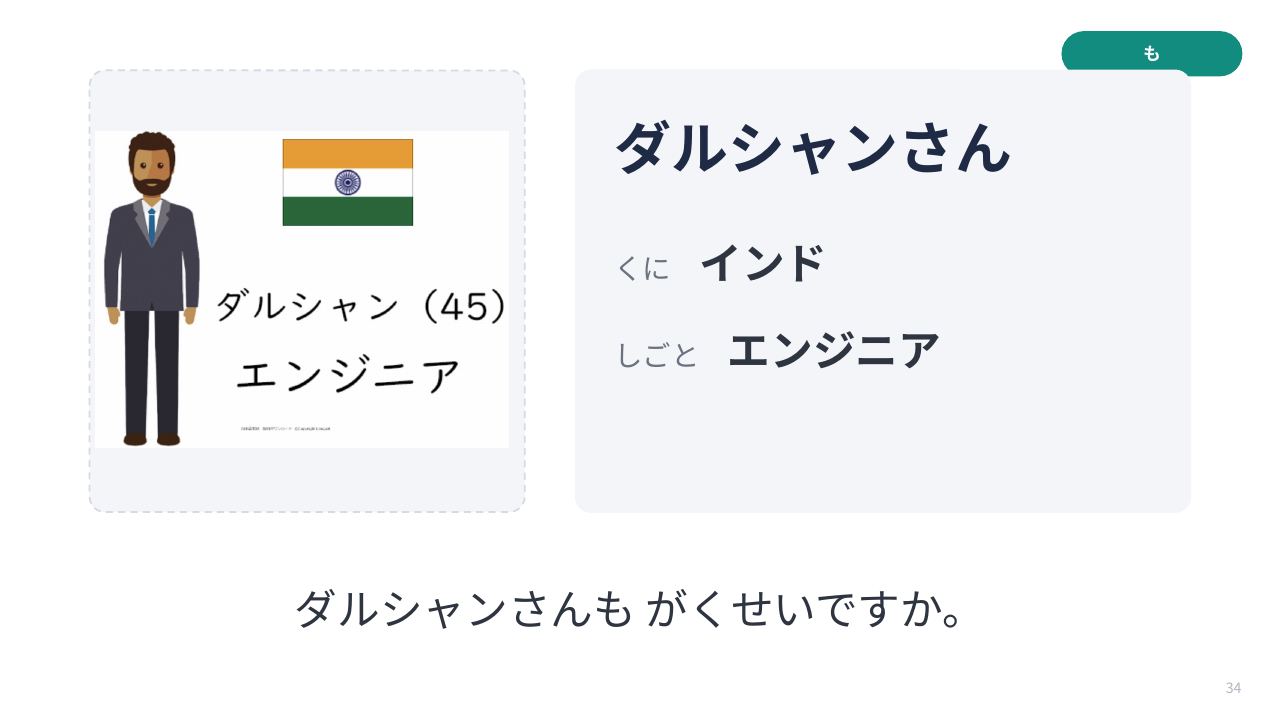 も
ダルシャン（45）
エンジニア
ダルシャンさん
くに インド
しごと エンジニア
ダルシャンさんも がくせいですか。
34